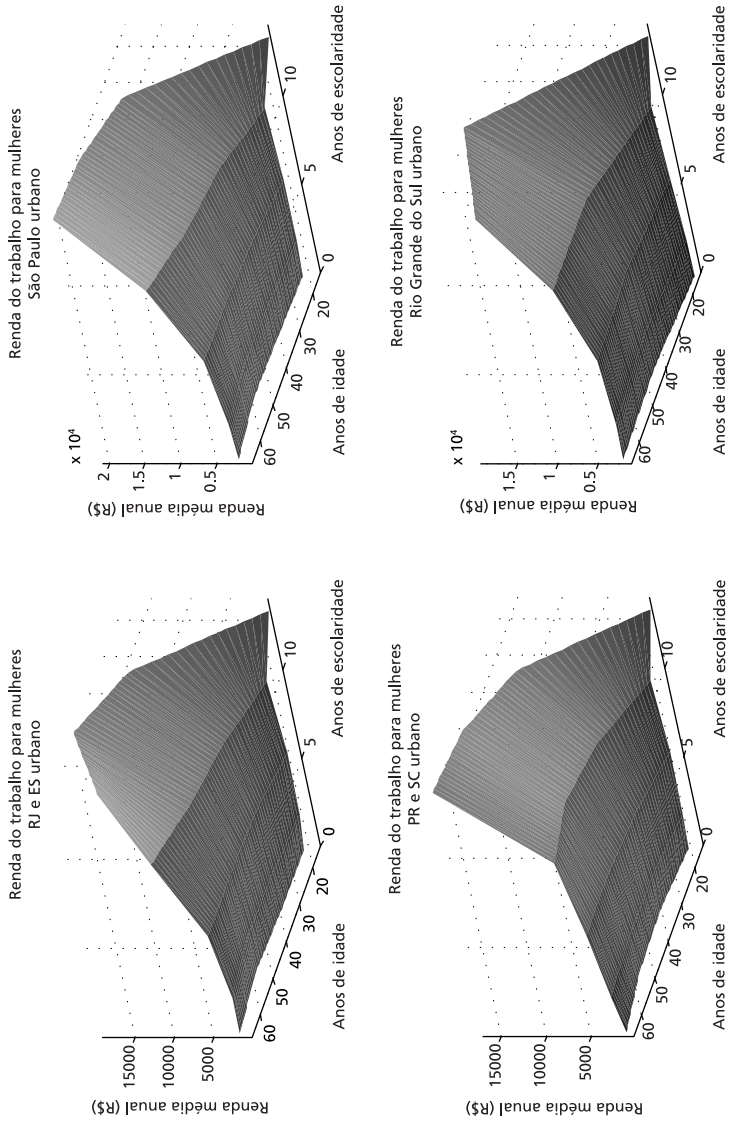 Renda do trabalho para mulheres
RJ e ES urbano
Renda média anual (R$)
15000
10000
5000
60
50
40
30
20
0
5
10
Anos de idade
Anos de escolaridade
Renda do trabalho para mulheres
São Paulo urbano
x 10⁴
Renda média anual (R$)
2
1.5
1
0.5
60
50
40
30
20
0
5
10
Anos de idade
Anos de escolaridade
Renda do trabalho para mulheres
PR e SC urbano
Renda média anual (R$)
15000
10000
5000
60
50
40
30
20
0
5
10
Anos de idade
Anos de escolaridade
Renda do trabalho para mulheres
Rio Grande do Sul urbano
x 10⁴
Renda média anual (R$)
1.5
1
0.5
60
50
40
30
20
0
5
10
Anos de idade
Anos de escolaridade